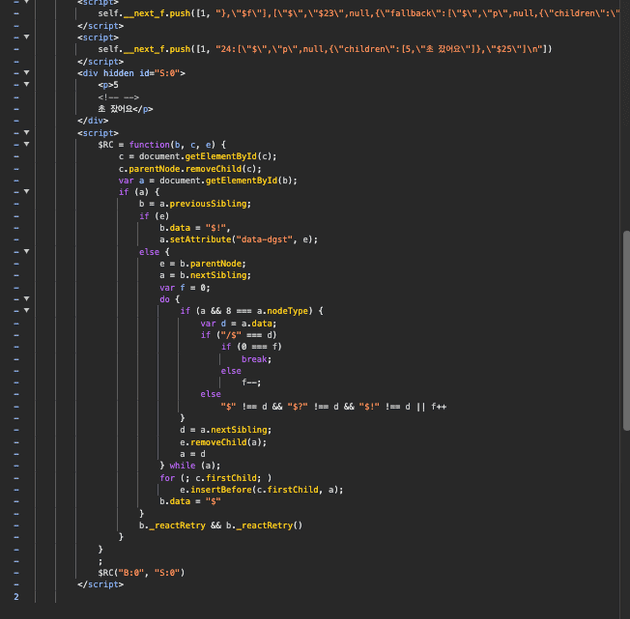 <script>
self.__next_f.push([1, "},\"$f\"],[\"$\",\"$23\",null,{\"fallback\":[\"$\",\"p\",null,{\"children\":\"
</script>
<script>
self.__next_f.push([1, "24:[\"$\",\"p\",null,{\"children\":[5,\"초 잤어요\"]},\"$25\"]\n"])
</script>
<div hidden id="S:0">
<p>5
<!-- -->
초 잤어요</p>
</div>
<script>
$RC = function(b, c, e) {
c = document.getElementById(c);
c.parentNode.removeChild(c);
var a = document.getElementById(b);
if (a) {
b = a.previousSibling;
if (e)
b.data = "$!",
a.setAttribute("data-dgst", e);
else {
e = b.parentNode;
a = b.nextSibling;
var f = 0;
do {
if (a && 8 === a.nodeType) {
var d = a.data;
if ("/$" === d)
if (0 === f)
break;
else
f--;
else
"$" !== d && "$?" !== d && "$!" !== d || f++
}
d = a.nextSibling;
e.removeChild(a);
a = d
} while (a);
for (; c.firstChild; )
e.insertBefore(c.firstChild, a);
b.data = "$"
}
b._reactRetry && b._reactRetry()
}
}
;
$RC("B:0", "S:0")
</script>
2